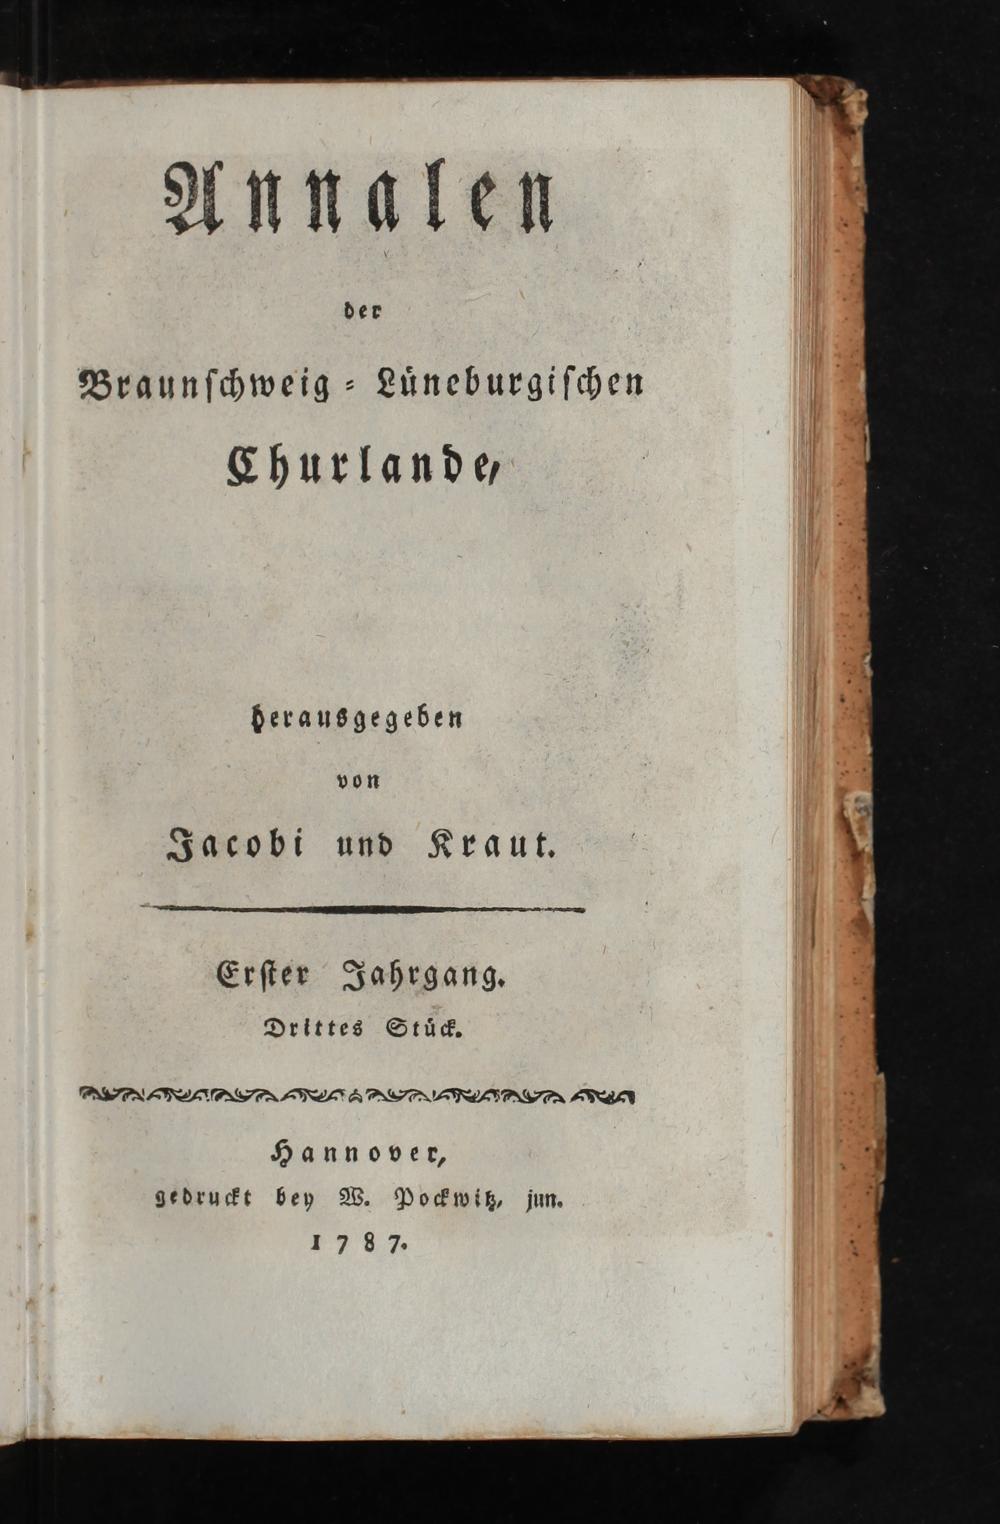 Annalen
der
Braunschweig-Lüneburgischen
Churlande,
herausgegeben
von
Jacobi und Kraut.
Erster Jahrgang.
Drittes Stück.
Hannover,
gedruckt bey W. Pockwitz, jun.
1787.